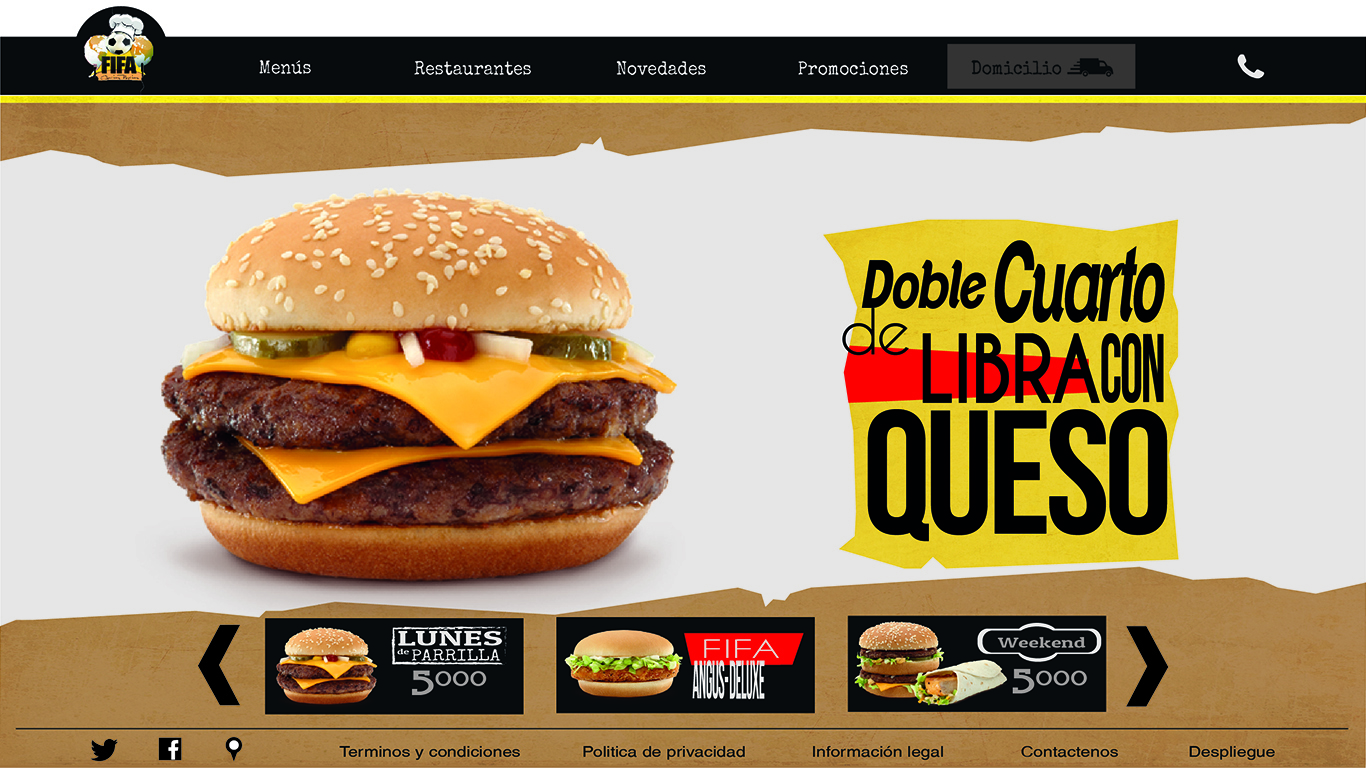 FIFA
Menús
Restaurantes
Novedades
Promociones
Domicilio
Doble Cuarto
de LIBRA CON
QUESO
LUNES
de PARRILLA
5000
FIFA
ANGUS-DELUXE
Weekend
5000
Terminos y condiciones
Politica de privacidad
Información legal
Contactenos
Despliegue